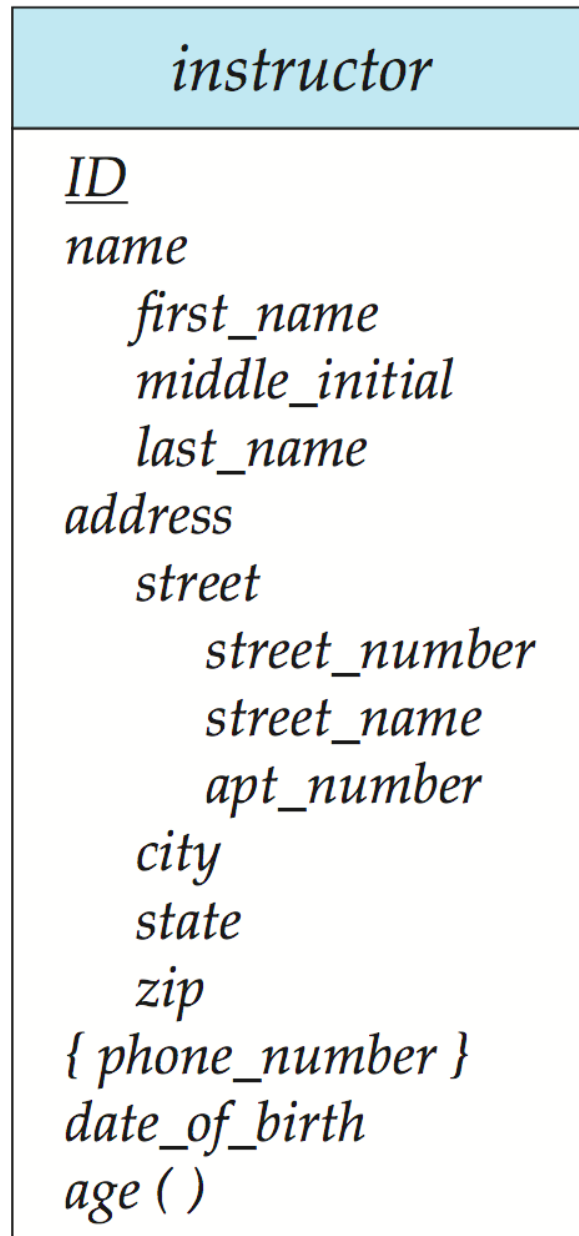 instructor
ID
name
first_name
middle_initial
last_name
address
street
street_number
street_name
apt_number
city
state
zip
{ phone_number }
date_of_birth
age ( )